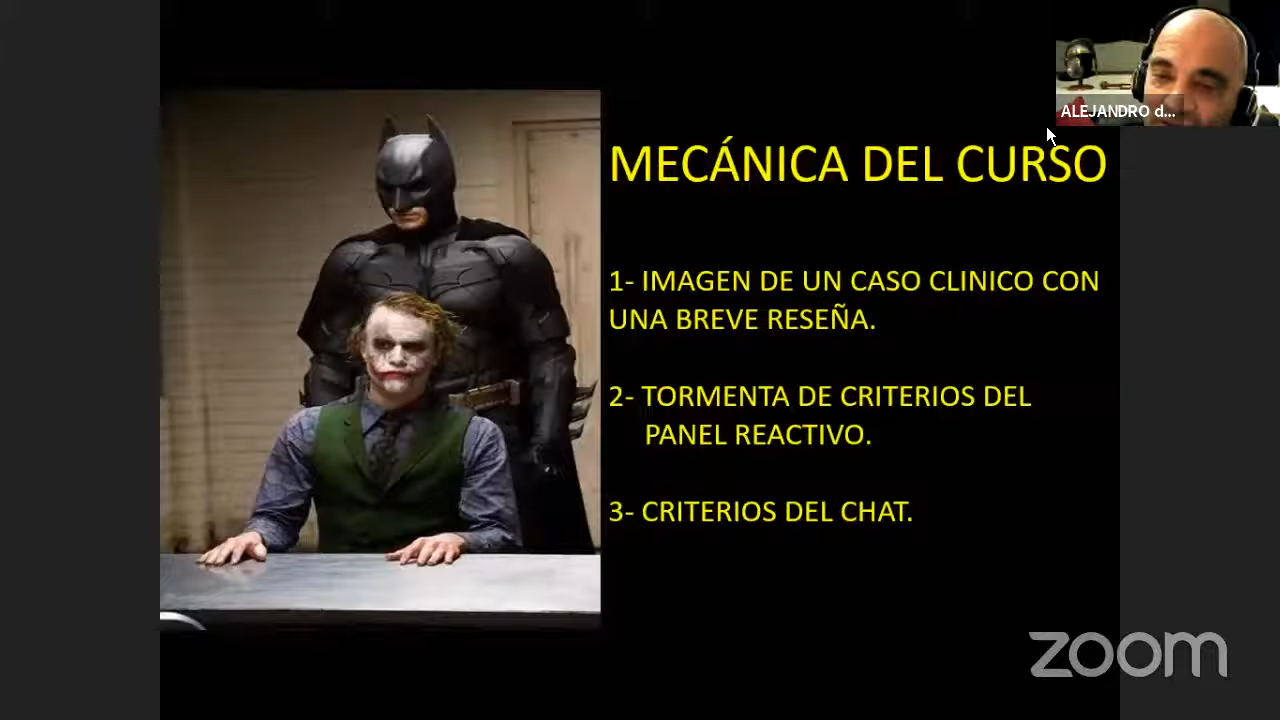 ALEJANDRO d...
MECÁNICA DEL CURSO
1- IMAGEN DE UN CASO CLINICO CON
UNA BREVE RESEÑA.
2- TORMENTA DE CRITERIOS DEL
PANEL REACTIVO.
3- CRITERIOS DEL CHAT.
zoom